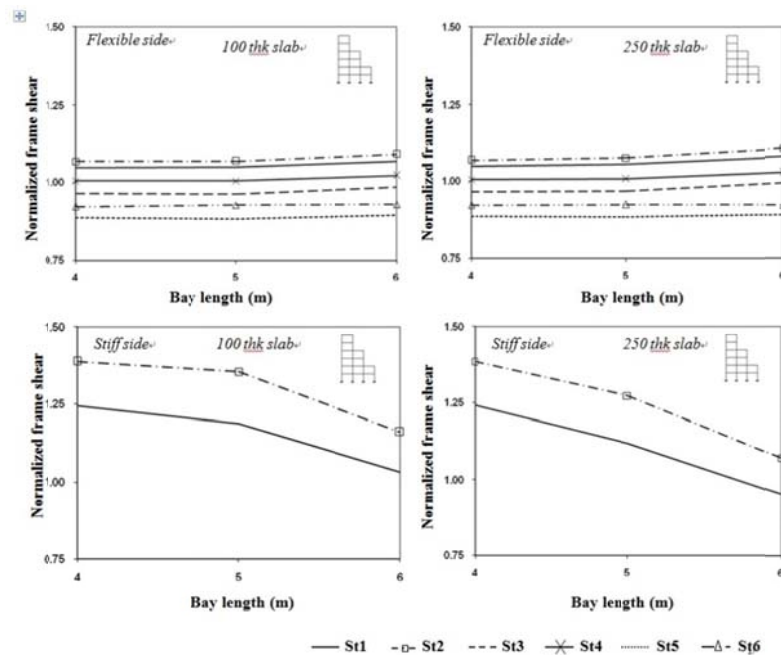 Flexible side 100 thk slab
Normalized frame shear
1.50
1.25
1.00
0.75
4 5 6
Bay length (m)
Flexible side 250 thk slab
Normalized frame shear
1.50
1.25
1.00
0.75
4 5 6
Bay length (m)
Stiff side 100 thk slab
Normalized frame shear
1.50
1.25
1.00
0.75
4 5 6
Bay length (m)
Stiff side 250 thk slab
Normalized frame shear
1.50
1.25
1.00
0.75
4 5 6
Bay length (m)
St1 St2 St3 St4 St5 St6